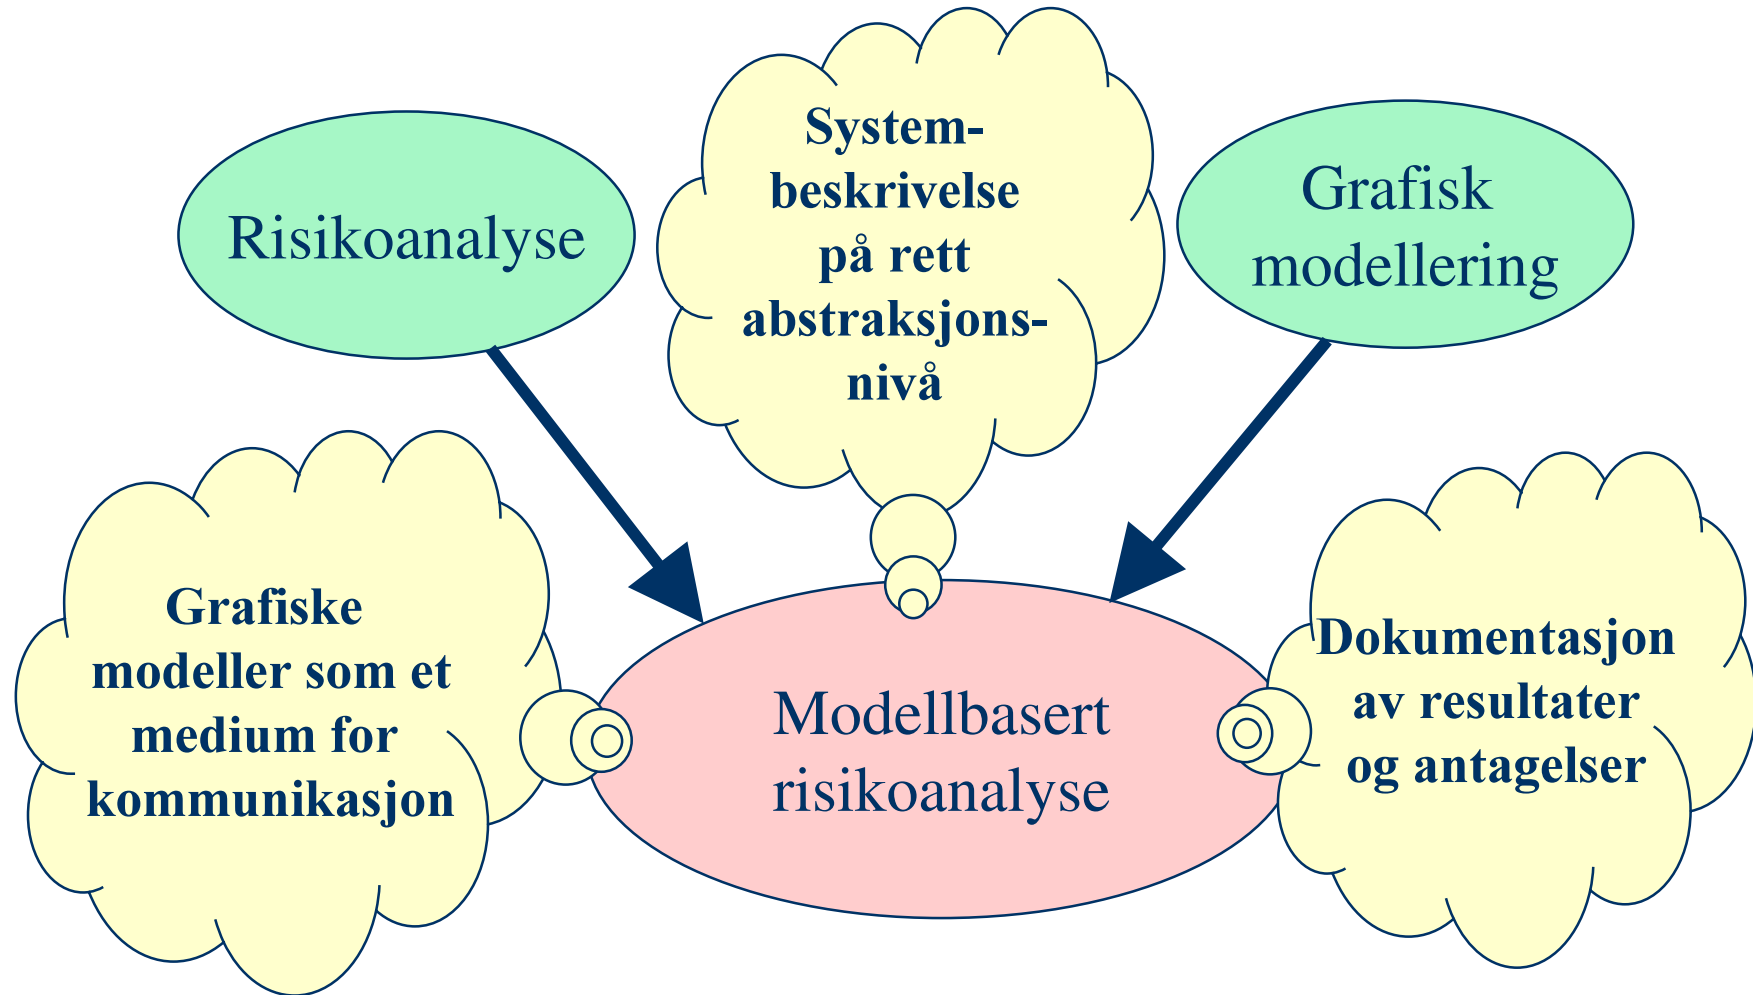 Risikoanalyse
System-
beskrivelse
på rett
abstraksjons-
nivå
Grafisk
modellering
Grafiske
modeller som et
medium for
kommunikasjon
Modellbasert
risikoanalyse
Dokumentasjon
av resultater
og antagelser